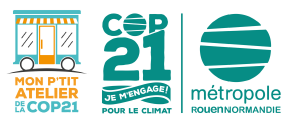 MON P'TIT
ATELIER
DE LA COP21
COP
21
JE M'ENGAGE!
POUR LE CLIMAT
métropole
ROUENNORMANDIE